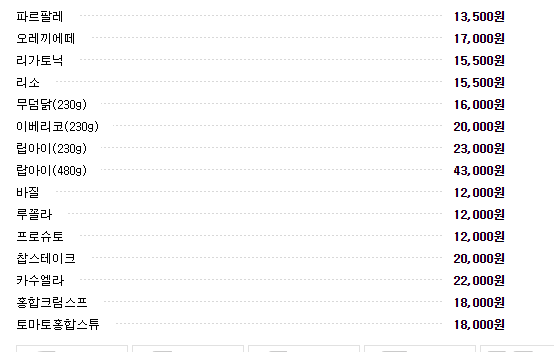 파르팔레 13,500원
오레끼에떼 17,000원
리가토닉 15,500원
리소 15,500원
무덤닭(230g) 16,000원
이베리코(230g) 20,000원
립아이(230g) 23,000원
랍아이(480g) 43,000원
바질 12,000원
루꼴라 12,000원
프로슈토 12,000원
찹스테이크 20,000원
카수엘라 22,000원
홍합크림스프 18,000원
토마토홍합스튜 18,000원